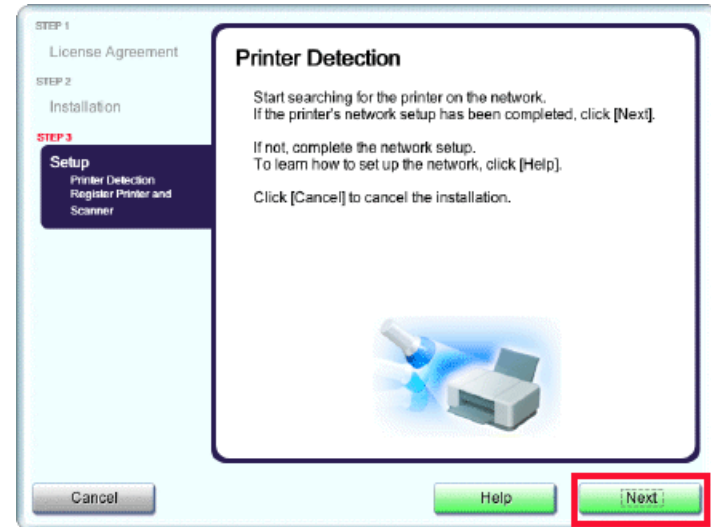 STEP 1
License Agreement
STEP 2
Installation
STEP 3
Setup
Printer Detection
Register Printer and
Scanner
Printer Detection
Start searching for the printer on the network.
If the printer's network setup has been completed, click [Next].
If not, complete the network setup.
To learn how to set up the network, click [Help].
Click [Cancel] to cancel the installation.
Cancel
Help
Next